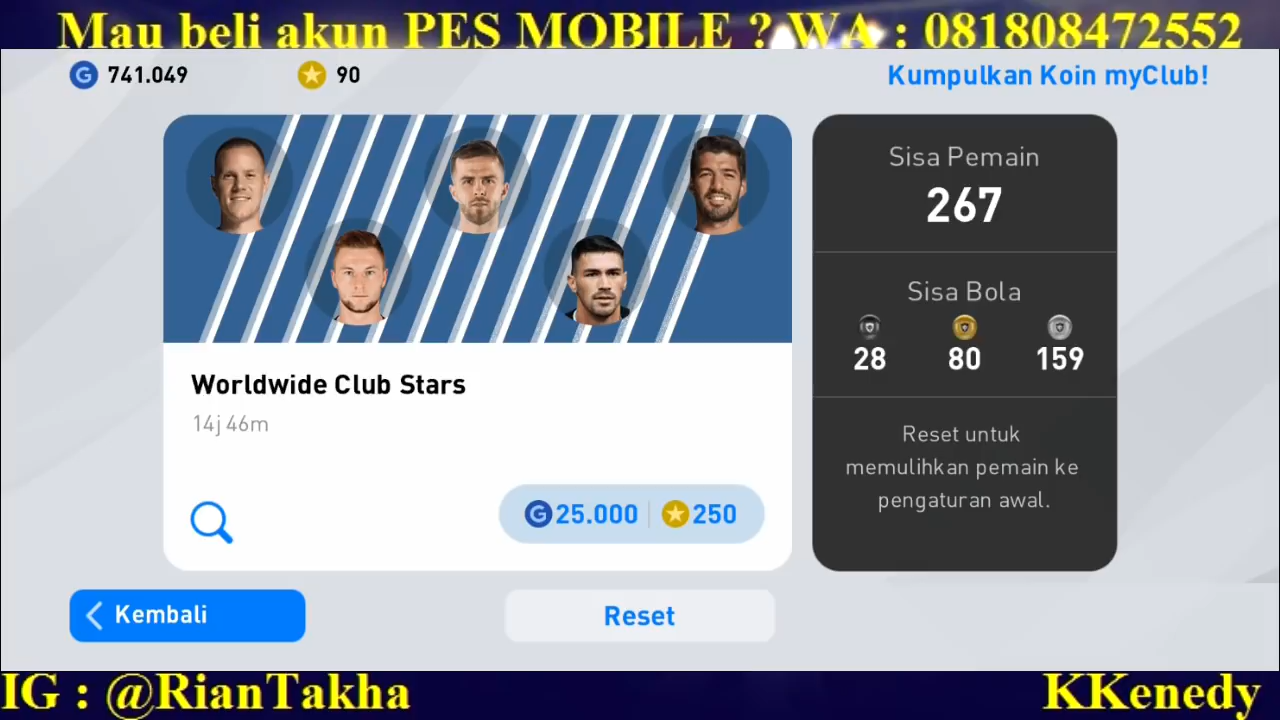 Mau beli akun PES MOBILE ? WA : 081808472552
G 741.049 90 Kumpulkan Koin myClub!
Sisa Pemain
267
Sisa Bola
28 80 159
Reset untuk
memulihkan pemain ke
pengaturan awal.
Worldwide Club Stars
14j 46m
G 25.000 250
Kembali
Reset
IG : @RianTakha KKenedy